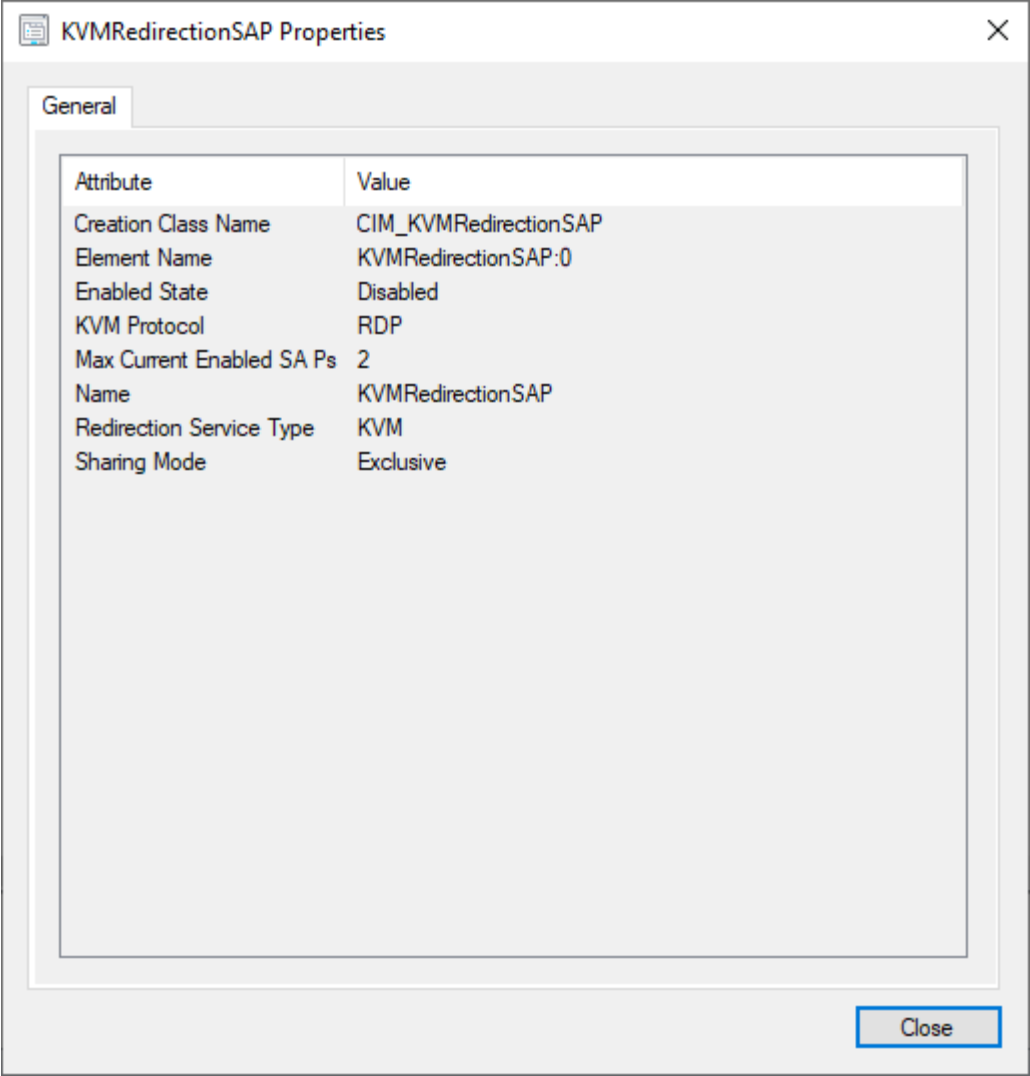 KVMRedirectionSAP Properties
General
Attribute Value
Creation Class Name CIM_KVMRedirectionSAP
Element Name KVMRedirectionSAP:0
Enabled State Disabled
KVM Protocol RDP
Max Current Enabled SA Ps 2
Name KVMRedirectionSAP
Redirection Service Type KVM
Sharing Mode Exclusive
Close